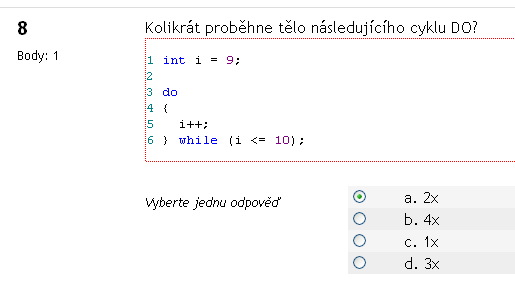 8
Body: 1
Kolikrát proběhne tělo následujícího cyklu DO?
1 int i = 9;
2
3 do
4 {
5   i++;
6 } while (i <= 10);
Vyberte jednu odpověď
a. 2x
b. 4x
c. 1x
d. 3x